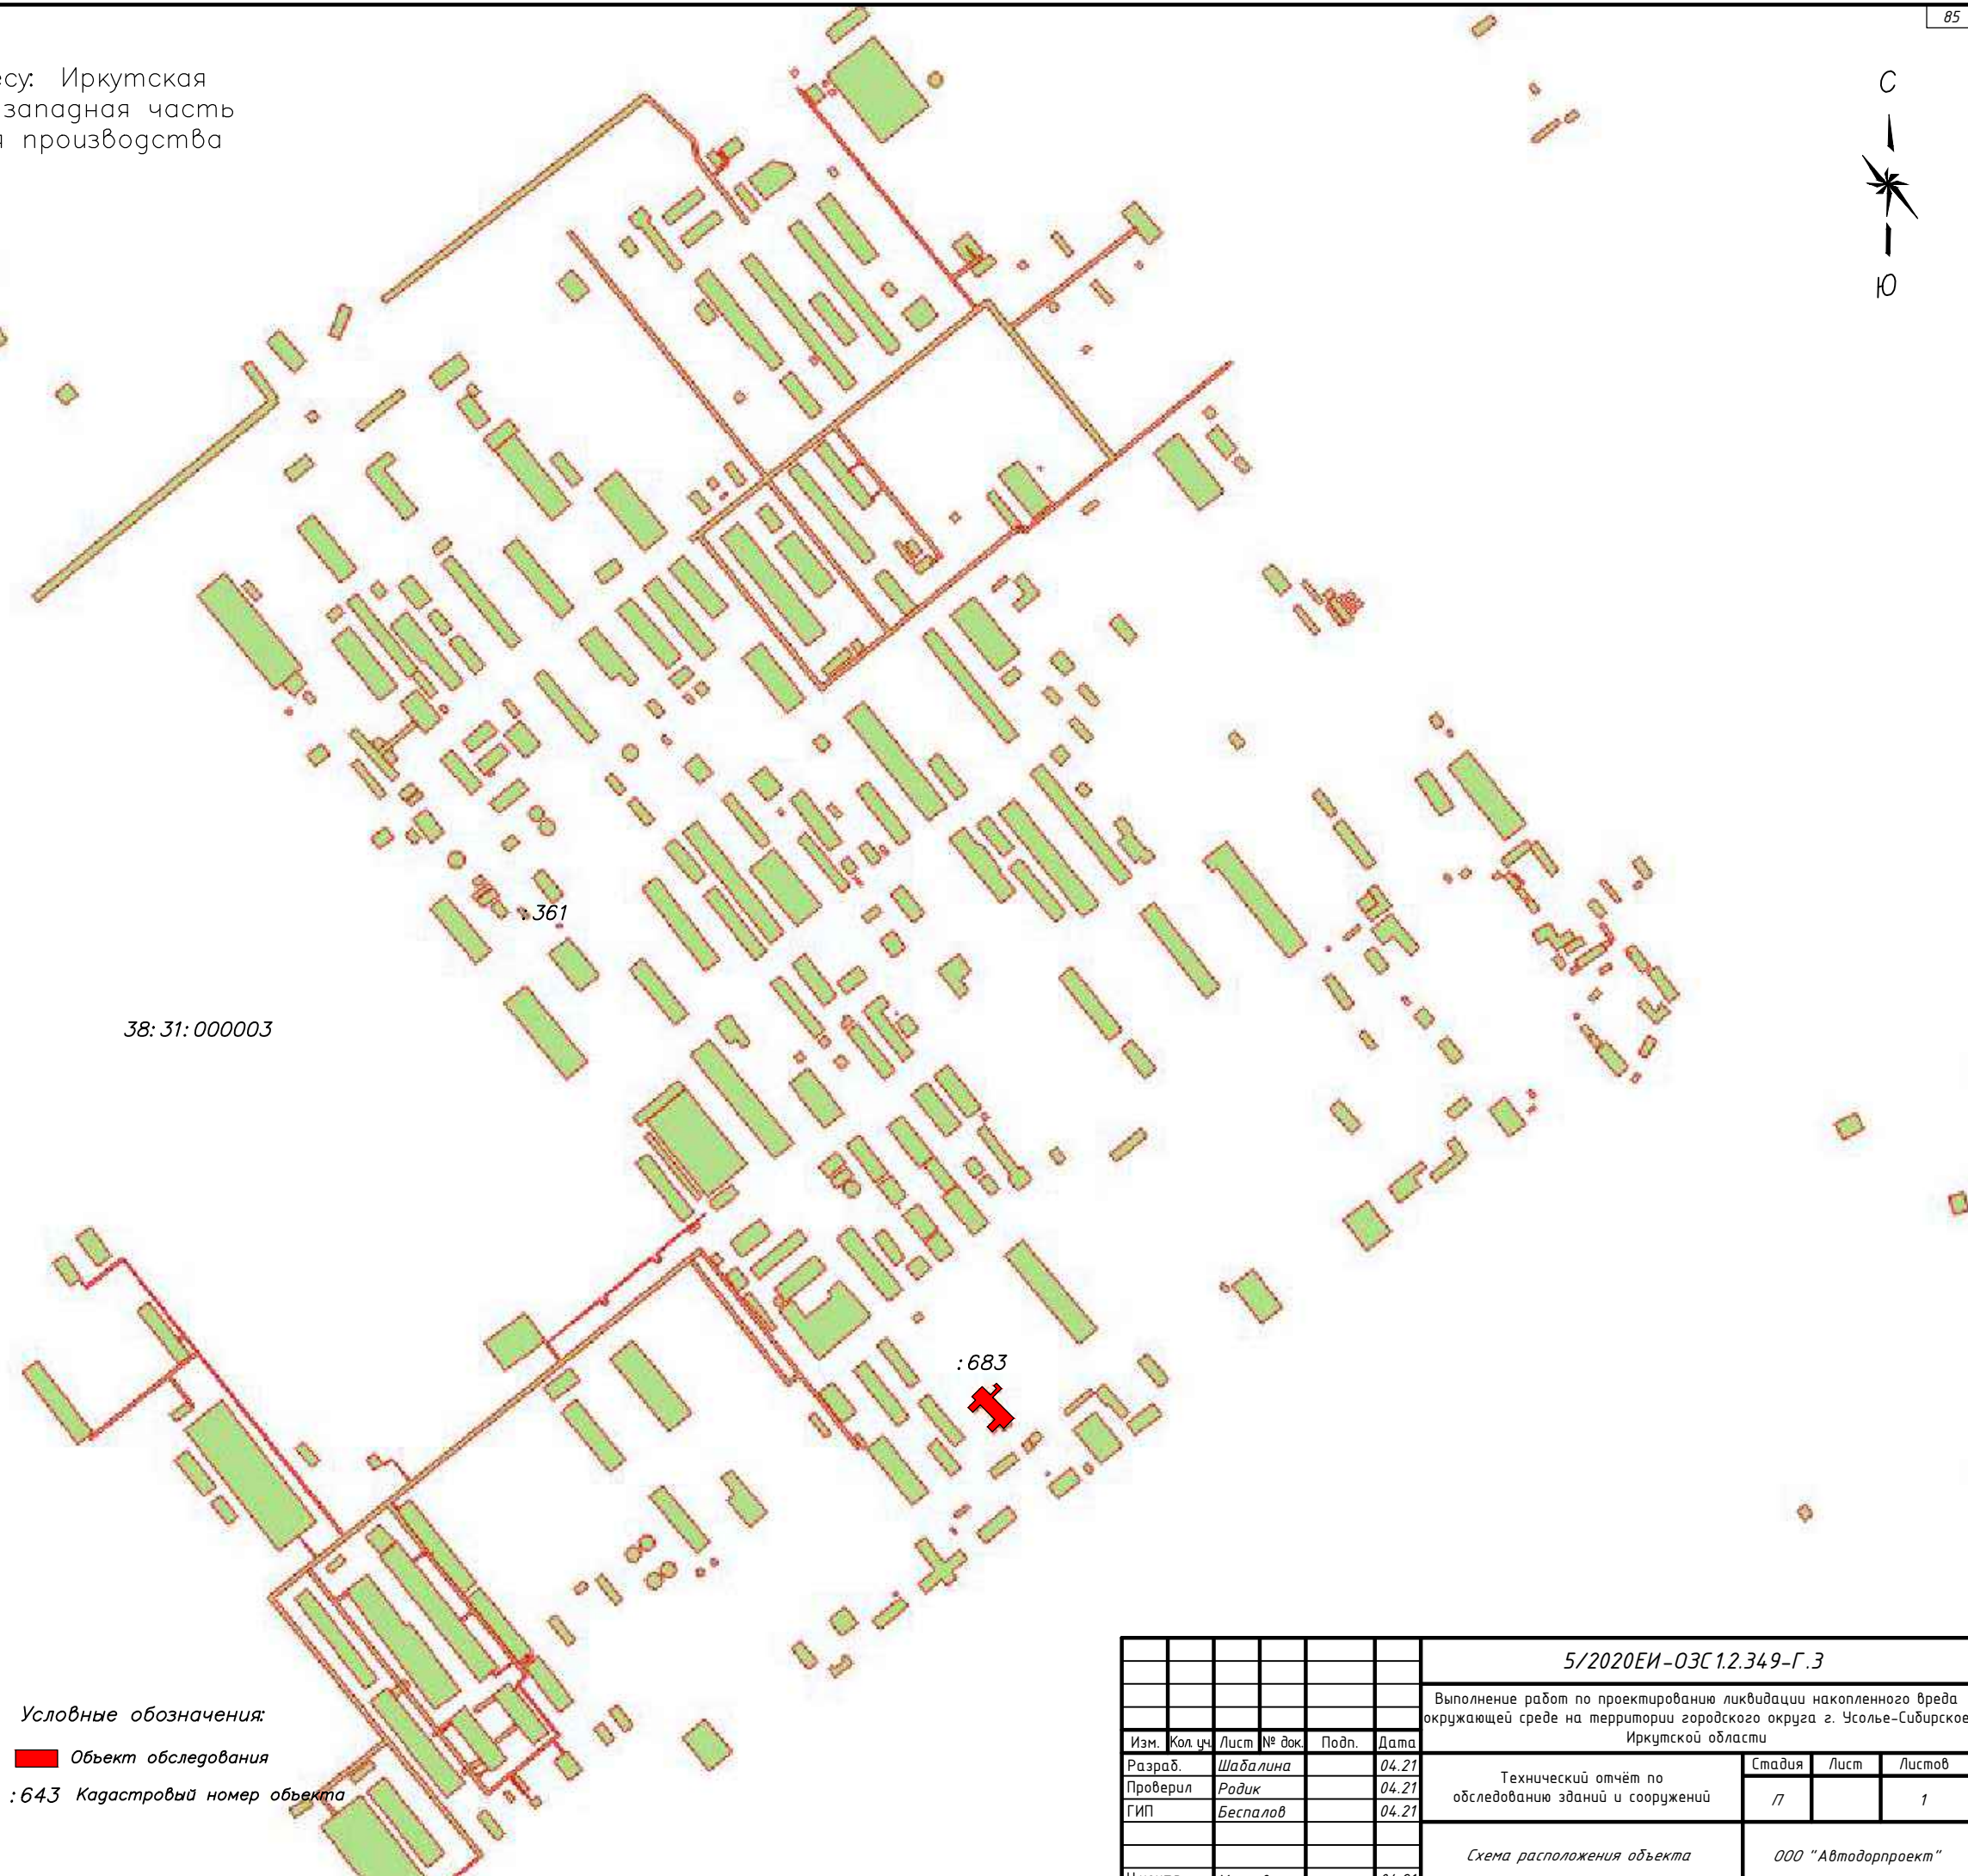 85
Иркутская
западная часть
производства
С
Ю
:361
38:31:000003
:683
Условные обозначения:
Объект обследования
:643 Кадастровый номер объекта
5/2020ЕИ-ОЗС1.2.349-Г.3
Выполнение работ по проектированию ликвидации накопленного вреда
окружающей среде на территории городского округа г. Усолье-Сибирское
Иркутской области
Изм. Кол. уч. Лист № док. Подп. Дата
Разраб. Шабалина 04.21
Проверил Родик 04.21
ГИП Беспалов 04.21
Технический отчёт по
обследованию зданий и сооружений
Стадия Лист Листов
П 1
Схема расположения объекта
ООО "Автодорпроект"